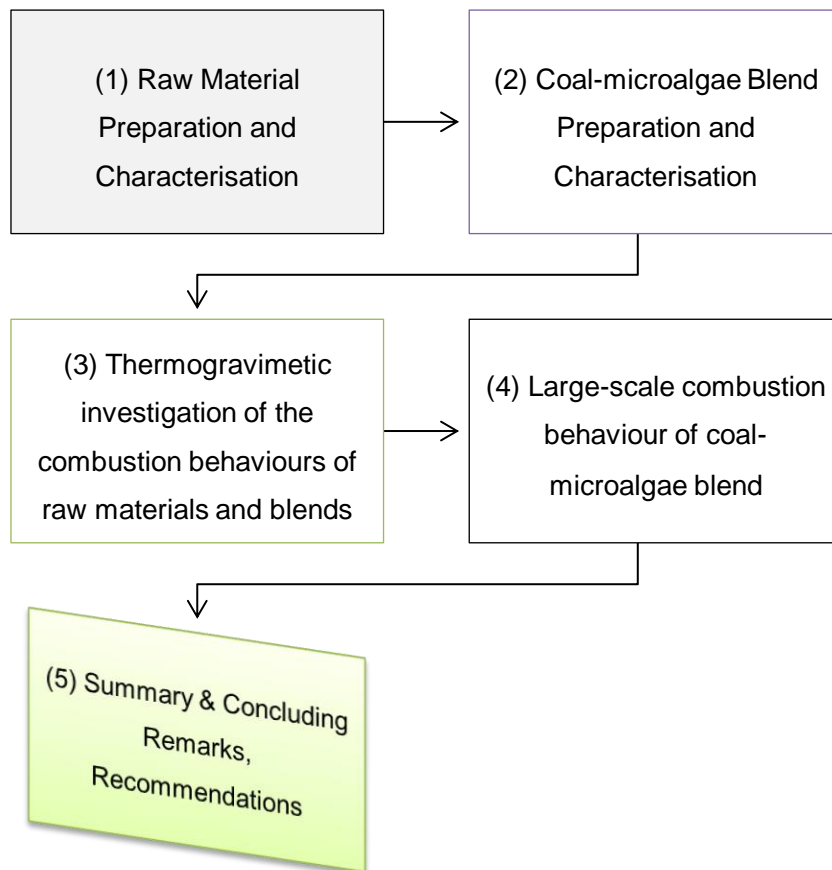 (1) Raw Material
Preparation and
Characterisation
(2) Coal-microalgae Blend
Preparation and
Characterisation
(3) Thermogravimetic
investigation of the
combustion behaviours of
raw materials and blends
(4) Large-scale combustion
behaviour of coal-
microalgae blend
(5) Summary & Concluding
Remarks,
Recommendations